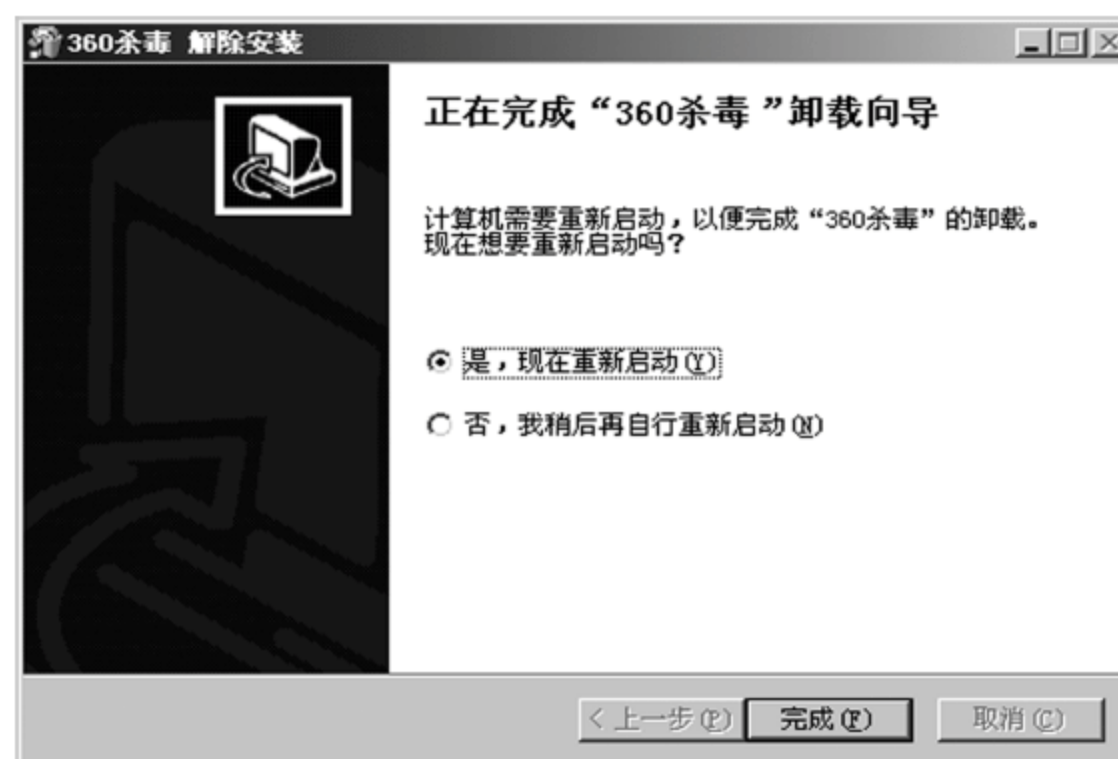 360杀毒 解除安装
正在完成“360杀毒 ”卸载向导
计算机需要重新启动，以便完成“360杀毒”的卸载。
现在想要重新启动吗？
是，现在重新启动(Y)
否，我稍后再自行重新启动(N)
< 上一步(P) 完成(F) 取消(C)